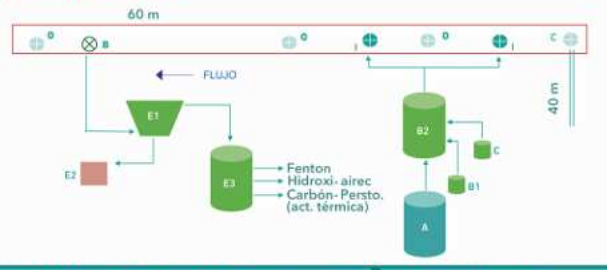 60 m
O
B
O
I
O
I
C
FLUJO
40 m
E1
B2
C
E2
E3
Fenton
Hidroxi- airec
Carbón- Persto.
(act. térmica)
B1
A